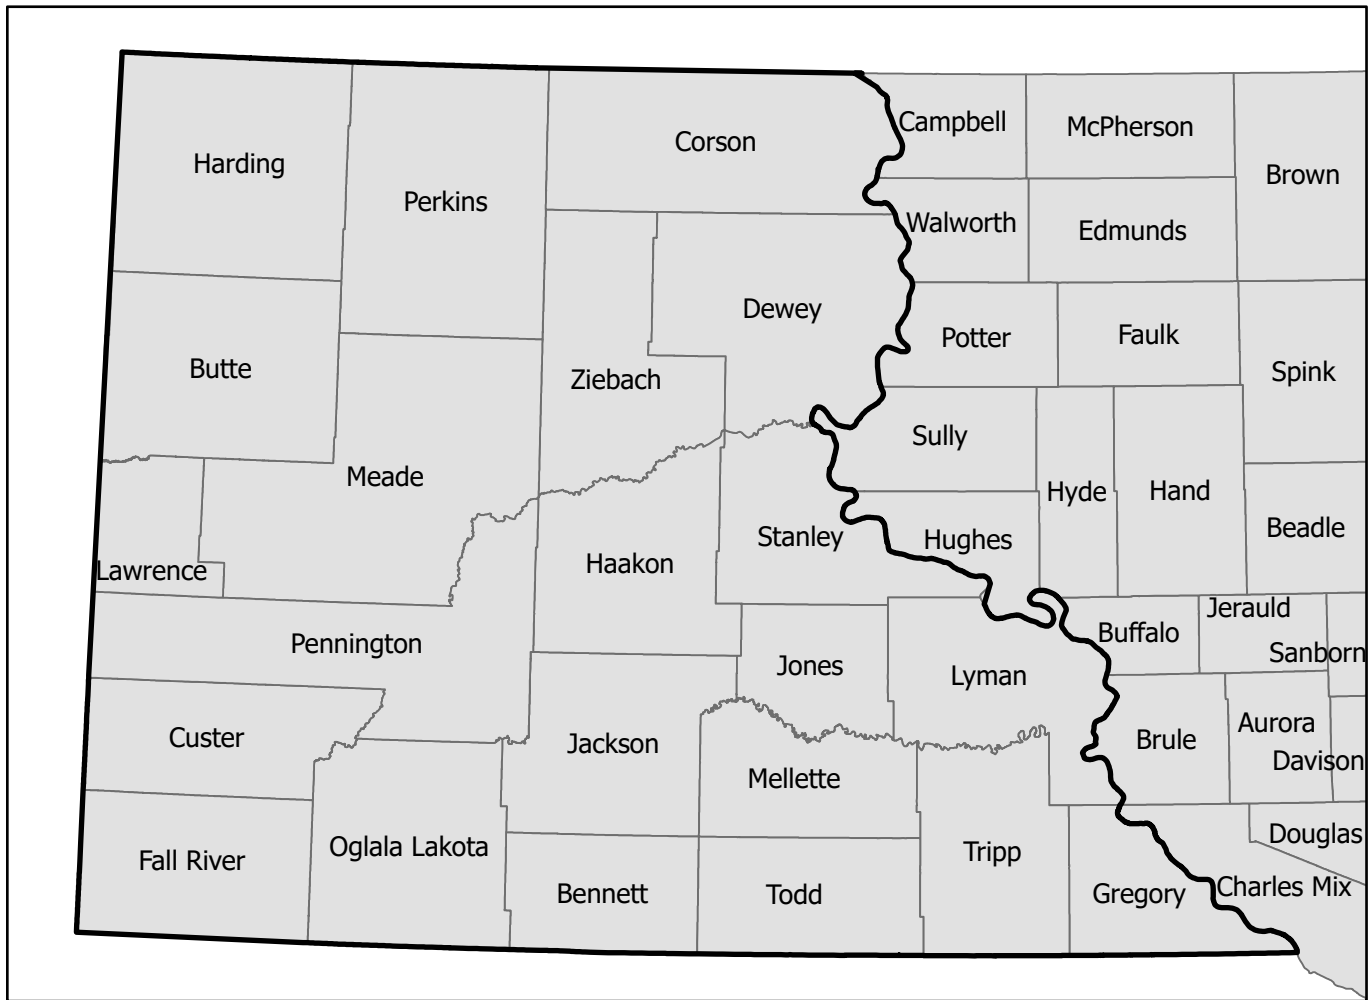 Campbell
McPherson
Corson
Harding
Brown
Perkins
Walworth
Edmunds
Dewey
Potter
Faulk
Butte
Ziebach
Spink
Sully
Meade
Hyde
Hand
Beadle
Stanley
Hughes
Haakon
Lawrence
Jerauld
Buffalo
Pennington
Sanborn
Jones
Lyman
Aurora
Custer
Jackson
Brule
Davison
Mellette
Douglas
Oglala Lakota
Tripp
Fall River
Charles Mix
Bennett
Todd
Gregory